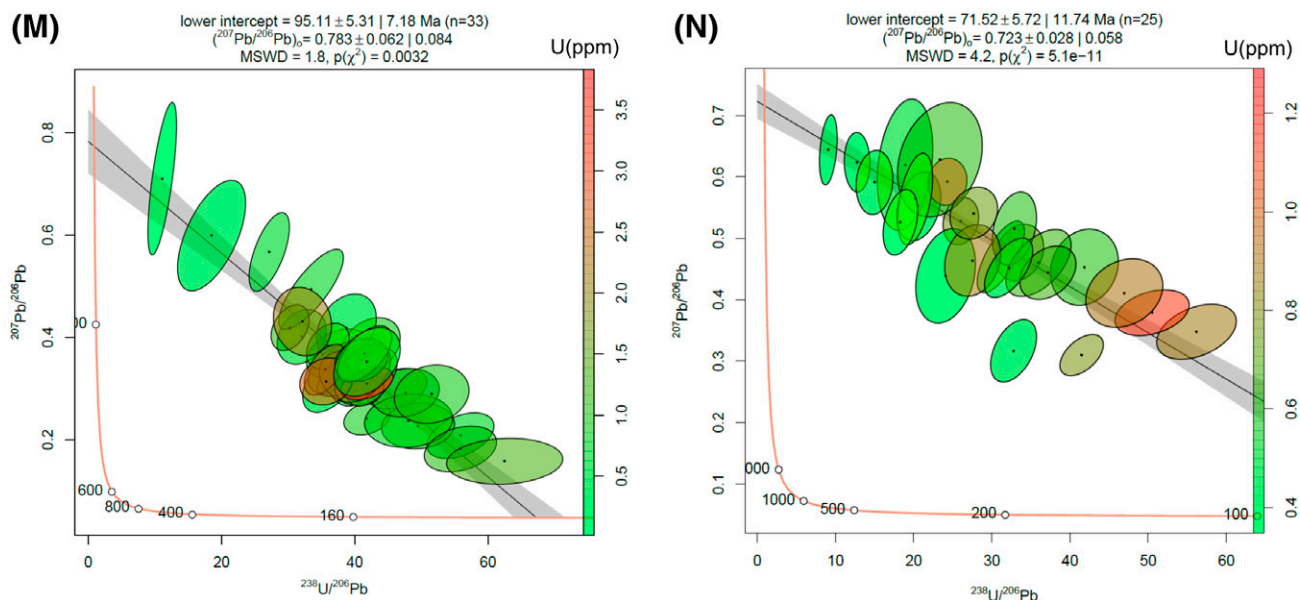 (M)
lower intercept = 95.11 ± 5.31 | 7.18 Ma (n=33)
(²⁰⁷Pb/²⁰⁶Pb)ₒ= 0.783 ± 0.062 | 0.084
MSWD = 1.8, p(χ²) = 0.0032
U(ppm)
3.5
3.0
2.5
2.0
1.5
1.0
0.5
²⁰⁷Pb/²⁰⁶Pb
0.8
0.6
0.4
0.2
00
600
800
400
160
0 20 40 60
²³⁸U/²⁰⁶Pb
(N)
lower intercept = 71.52 ± 5.72 | 11.74 Ma (n=25)
(²⁰⁷Pb/²⁰⁶Pb)ₒ= 0.723 ± 0.028 | 0.058
MSWD = 4.2, p(χ²) = 5.1e−11
U(ppm)
1.2
1.0
0.8
0.6
0.4
²⁰⁷Pb/²⁰⁶Pb
0.7
0.6
0.5
0.4
0.3
0.2
0.1
000
1000
500
200
100
0 10 20 30 40 50 60
²³⁸U/²⁰⁶Pb